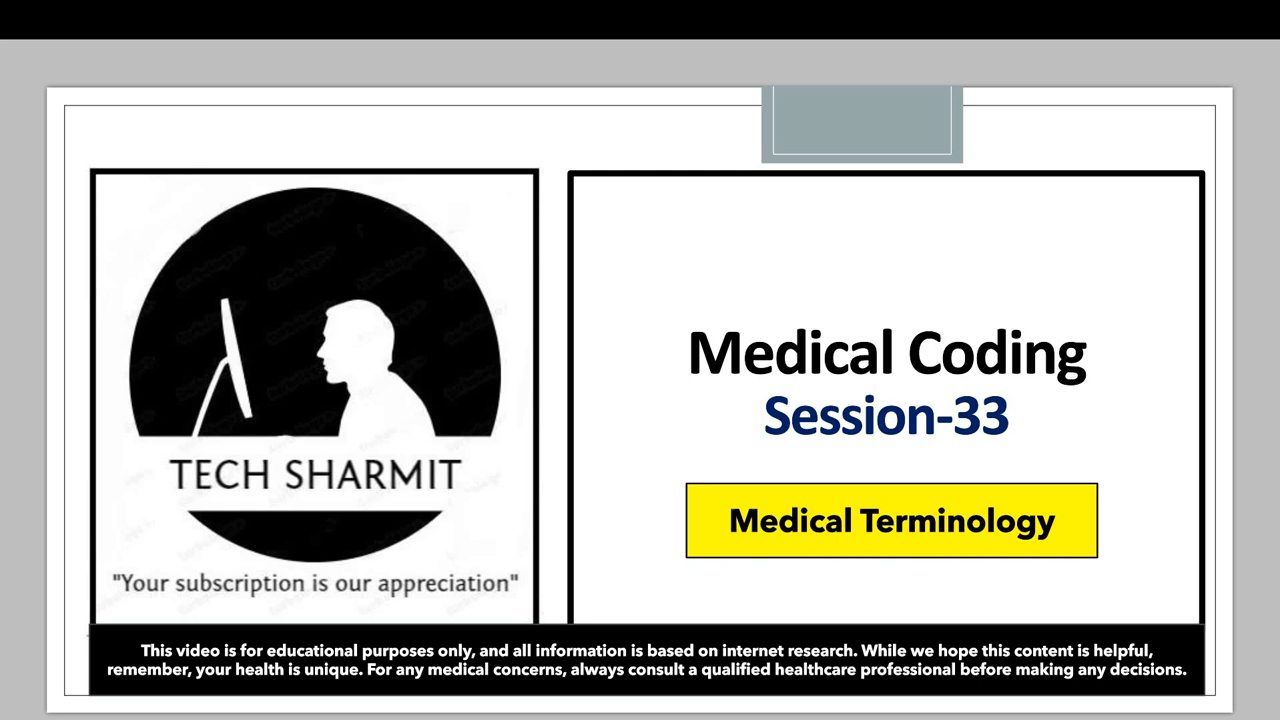 TECH SHARMIT
"Your subscription is our appreciation"
Medical Coding
Session-33
Medical Terminology
This video is for educational purposes only, and all information is based on internet research. While we hope this content is helpful,
remember, your health is unique. For any medical concerns, always consult a qualified healthcare professional before making any decisions.